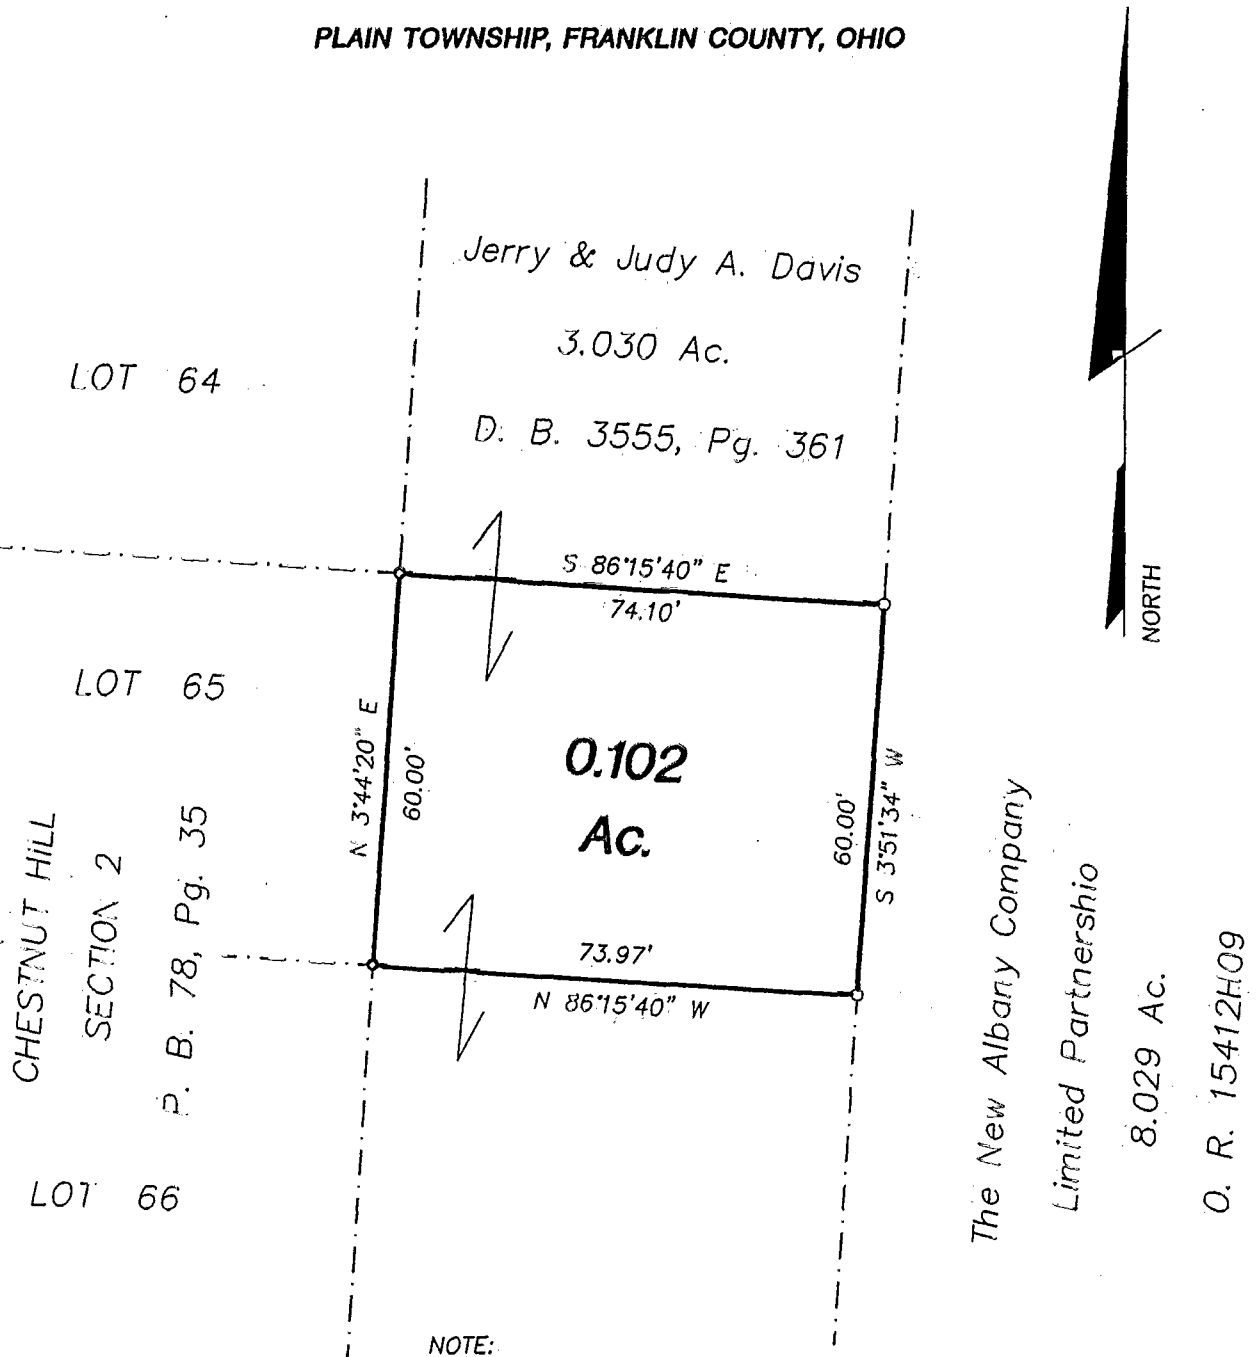 PLAIN TOWNSHIP, FRANKLIN COUNTY, OHIO
Jerry & Judy A. Davis
3.030 Ac.
D. B. 3555, Pg. 361
LOT 64
S 86°15'40" E
74.10'
NORTH
LOT 65
N 3°44'20" E
60.00'
0.102
Ac.
60.00'
S 3°51'34" W
CHESTNUT HILL
SECTION 2
P. B. 78, Pg. 35
73.97'
N 86°15'40" W
The New Albany Company
Limited Partnership
8.029 Ac.
O. R. 15412H09
LOT 66
NOTE: